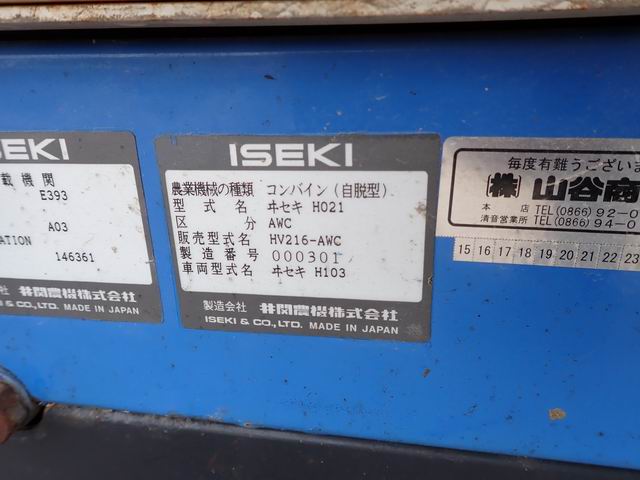 SEKI
載機関
E393
A03
ATION
146361
社 井関農機株式会社
KI & CO., LTD. MADE IN JAPAN
ISEKI
農業機械の種類 コンバイン(自脱型)
型式名 ヰセキ H021
区分 AWC
販売型式名 HV216-AWC
製造番号 000301
車両型式名 ヰセキ H103
製造会社 井関農機株式会社
ISEKI & CO., LTD. MADE IN JAPAN
毎度有難うございま
(株) 山谷商
本店 TEL(0866)92-0
清音営業所 TEL(0866)94-0
15 16 17 18 19 20 21 22 23